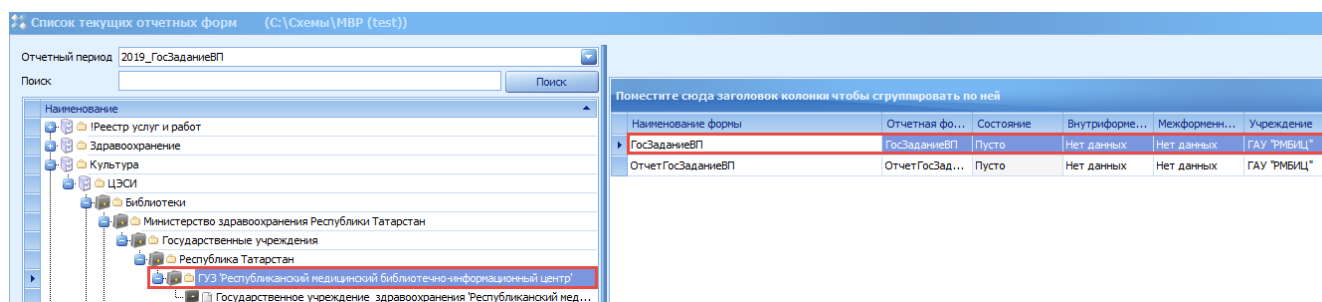 Список текущих отчетных форм (C:\Схемы\МВР (test))
Отчетный период 2019_ГосЗаданиеВП
Поиск Поиск
Наименование
!Реестр услуг и работ
Здравоохранение
Культура
ЦЭСИ
Библиотеки
Министерство здравоохранения Республики Татарстан
Государственные учреждения
Республика Татарстан
ГУЗ 'Республиканский медицинский библиотечно-информационный центр'
Государственное учреждение здравоохранения 'Республиканский мед...
Поместите сюда заголовок колонки чтобы сгруппировать по ней
Наименование формы Отчетная фо... Состояние Внутриформе... Межформенн... Учреждение
ГосЗаданиеВП ГосЗаданиеВП Пусто Нет данных Нет данных ГАУ "РМБИЦ"
ОтчетГосЗаданиеВП ОтчетГосЗад... Пусто Нет данных Нет данных ГАУ "РМБИЦ"